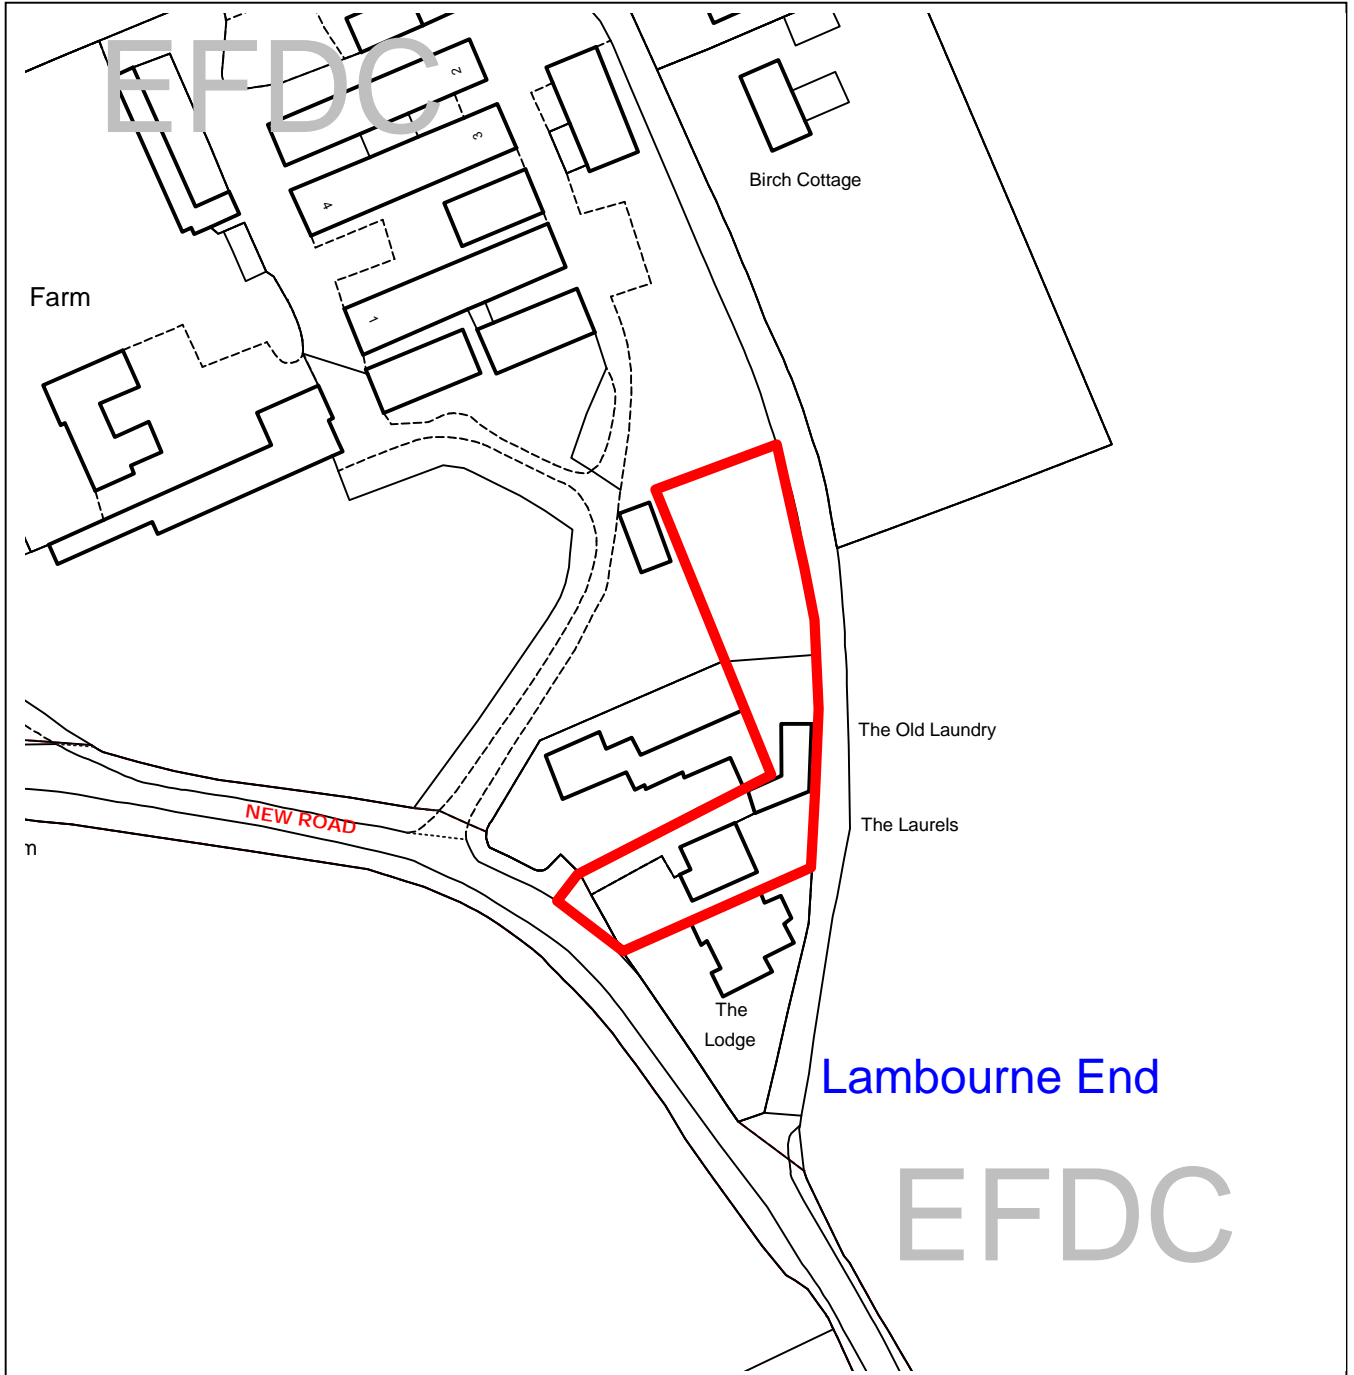 EFDC
2
3
4
Birch Cottage
Farm
1
The Old Laundry
NEW ROAD
The Laurels
m
The
Lodge
Lambourne End
EFDC